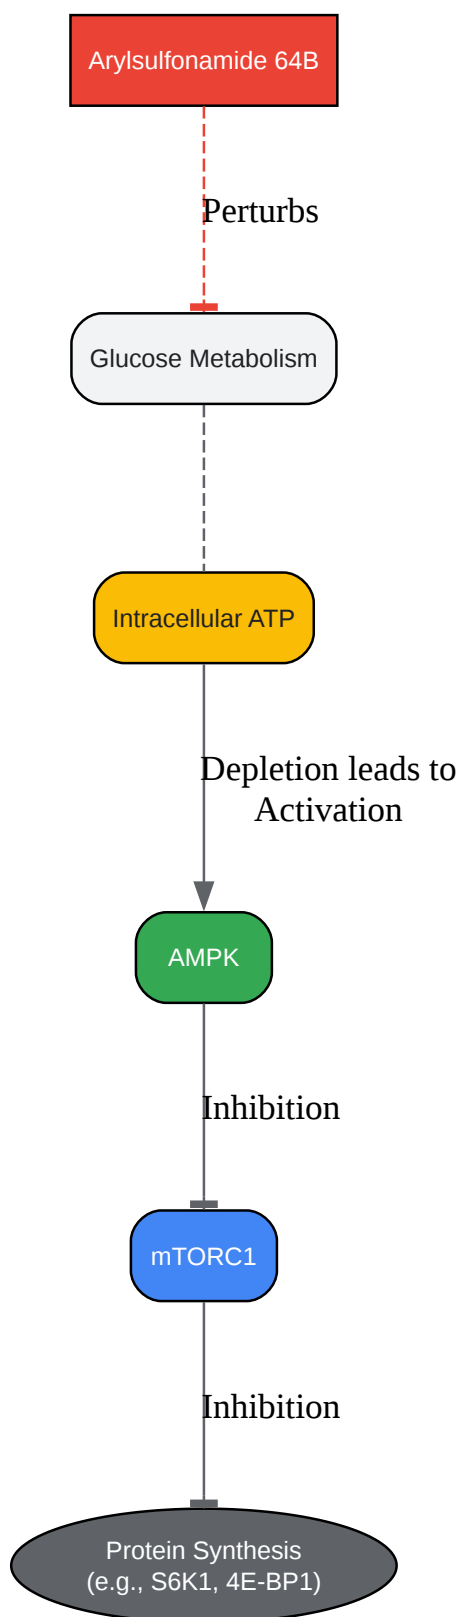 Arylsulfonamide 64B
Perturbs
Glucose Metabolism
Intracellular ATP
Depletion leads to
Activation
AMPK
Inhibition
mTORC1
Inhibition
Protein Synthesis
(e.g., S6K1, 4E-BP1)